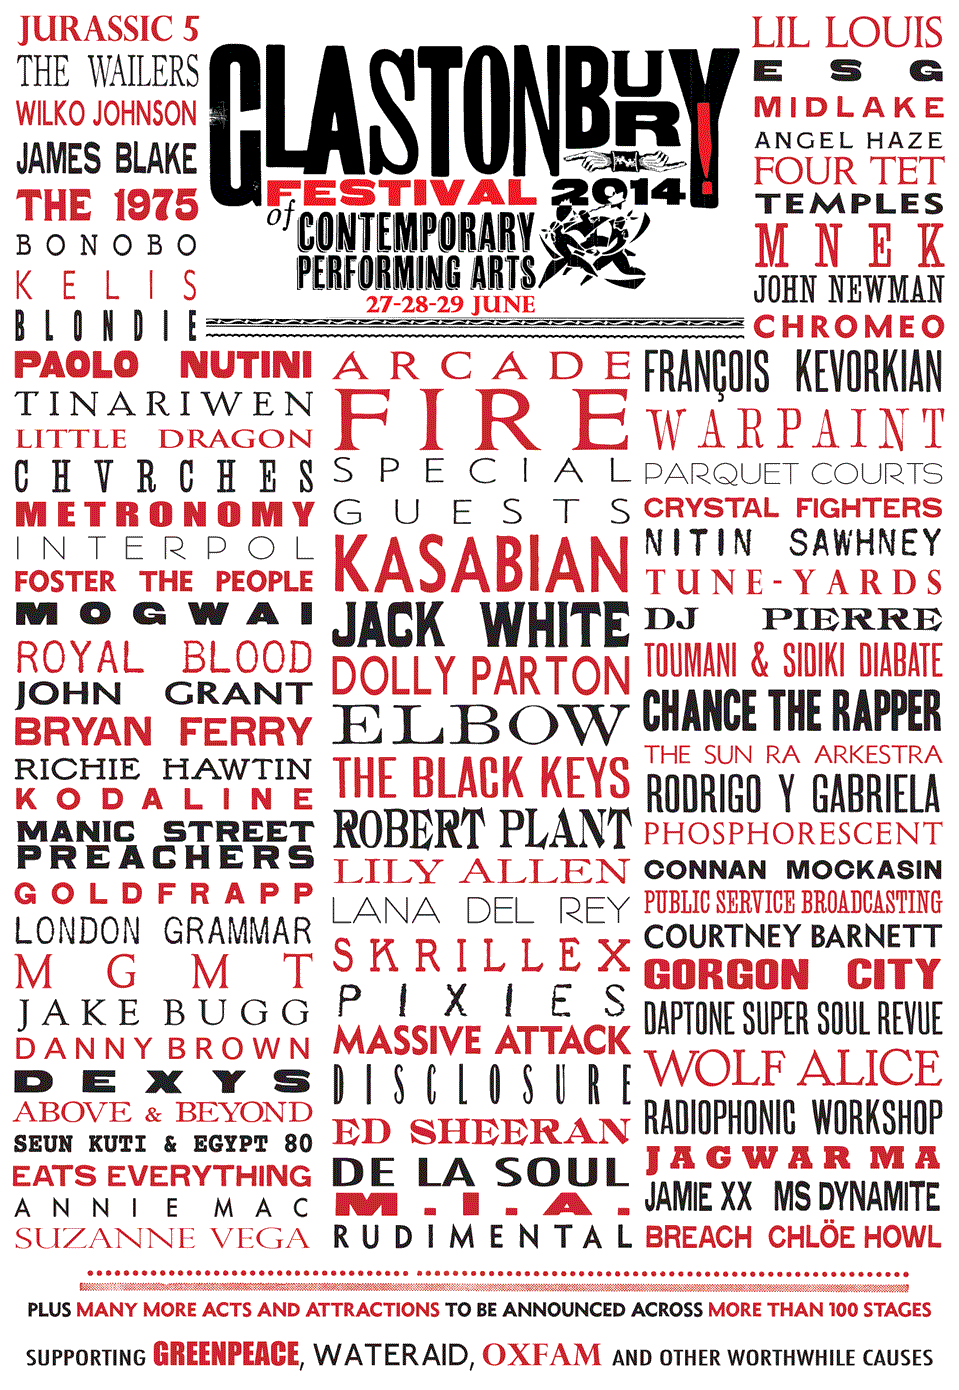 JURASSIC 5
THE WAILERS
WILKO JOHNSON
JAMES BLAKE
THE 1975
BONOBO
KELIS
BLONDIE
GLASTONBURY!
FESTIVAL 2014
of CONTEMPORARY
PERFORMING ARTS
27-28-29 JUNE
LIL LOUIS
ESG
MIDLAKE
ANGEL HAZE
FOUR TET
TEMPLES
MNEK
JOHN NEWMAN
CHROMEO
PAOLO NUTINI
TINARIWEN
LITTLE DRAGON
CHVRCHES
METRONOMY
INTERPOL
FOSTER THE PEOPLE
MOGWAI
ROYAL BLOOD
JOHN GRANT
BRYAN FERRY
RICHIE HAWTIN
KODALINE
MANIC STREET
PREACHERS
GOLDFRAPP
LONDON GRAMMAR
MGMT
JAKE BUGG
DANNY BROWN
DEXYS
ABOVE & BEYOND
SEUN KUTI & EGYPT 80
EATS EVERYTHING
ANNIE MAC
SUZANNE VEGA
ARCADE
FIRE
SPECIAL
GUESTS
KASABIAN
JACK WHITE
DOLLY PARTON
ELBOW
THE BLACK KEYS
ROBERT PLANT
LILY ALLEN
LANA DEL REY
SKRILLEX
PIXIES
MASSIVE ATTACK
DISCLOSURE
ED SHEERAN
DE LA SOUL
M.I.A.
RUDIMENTAL
FRANÇOIS KEVORKIAN
WARPAINT
PARQUET COURTS
CRYSTAL FIGHTERS
NITIN SAWHNEY
TUNE-YARDS
DJ PIERRE
TOUMANI & SIDIKI DIABATE
CHANCE THE RAPPER
THE SUN RA ARKESTRA
RODRIGO Y GABRIELA
PHOSPHORESCENT
CONNAN MOCKASIN
PUBLIC SERVICE BROADCASTING
COURTNEY BARNETT
GORGON CITY
DAPTONE SUPER SOUL REVUE
WOLF ALICE
RADIOPHONIC WORKSHOP
JAGWAR MA
JAMIE XX MS DYNAMITE
BREACH CHLÖE HOWL
PLUS MANY MORE ACTS AND ATTRACTIONS TO BE ANNOUNCED ACROSS MORE THAN 100 STAGES
SUPPORTING GREENPEACE, WATERAID, OXFAM AND OTHER WORTHWHILE CAUSES